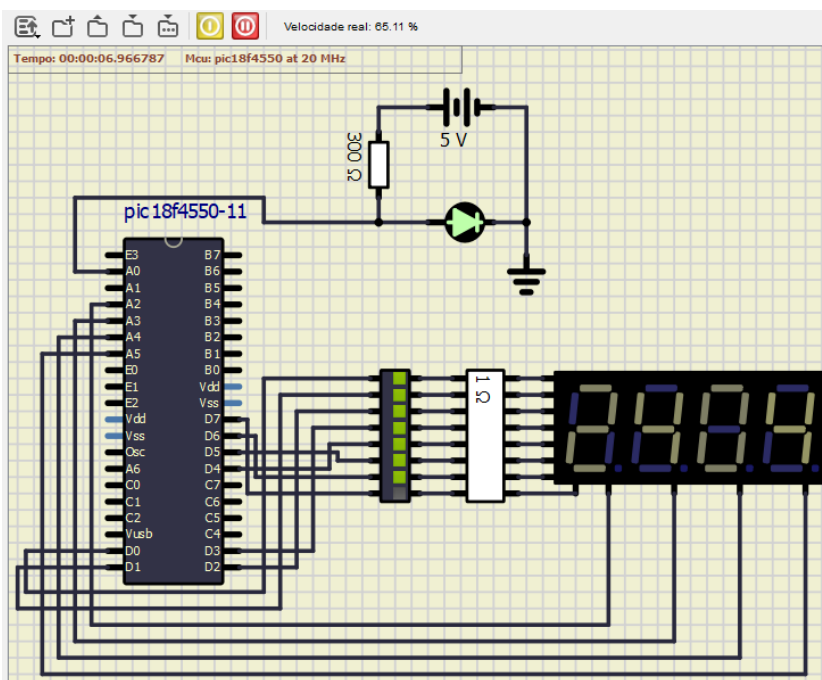 Velocidade real: 65.11 %
Tempo: 00:00:06.966787 Mcu: pic18f4550 at 20 MHz
5 V
300 Ω
pic18f4550-11
E3 B7
A0 B6
A1 B5
A2 B4
A3 B3
A4 B2
A5 B1
E0 B0
E1 Vdd
E2 Vss
Vdd D7
Vss D6
Osc D5
A6 D4
C0 C7
C1 C6
C2 C5
Vusb C4
D0 D3
D1 D2
1 Ω